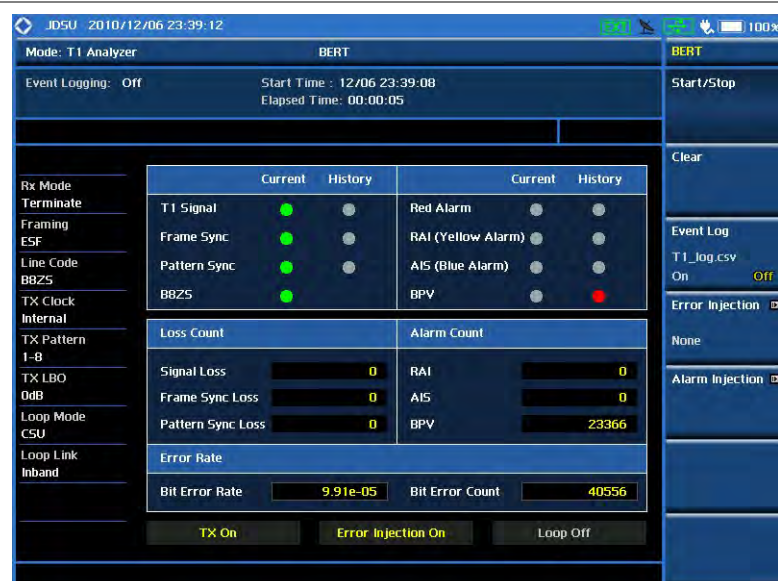 JDSU 2010/12/06 23:39:12
EXT
100%
Mode: T1 Analyzer
BERT
BERT
Event Logging: Off
Start Time : 12/06 23:39:08
Elapsed Time: 00:00:05
Start/Stop
Clear
Event Log
T1_log.csv
On Off
Error Injection
None
Alarm Injection
Rx Mode
Terminate
Framing
ESF
Line Code
B8ZS
TX Clock
Internal
TX Pattern
1-8
TX LBO
0dB
Loop Mode
CSU
Loop Link
Inband
Current History
T1 Signal
Frame Sync
Pattern Sync
B8ZS
Current History
Red Alarm
RAI (Yellow Alarm)
AIS (Blue Alarm)
BPV
Loss Count
Signal Loss 0
Frame Sync Loss 0
Pattern Sync Loss 0
Alarm Count
RAI 0
AIS 0
BPV 23366
Error Rate
Bit Error Rate 9.91e-05
Bit Error Count 40556
TX On
Error Injection On
Loop Off